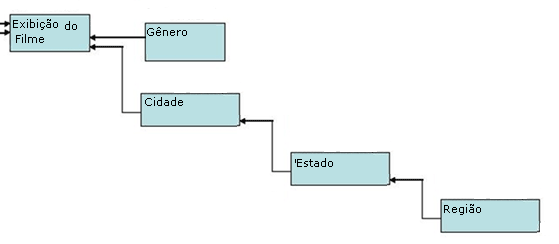 Exibição do
Filme
Gênero
Cidade
'Estado
Região